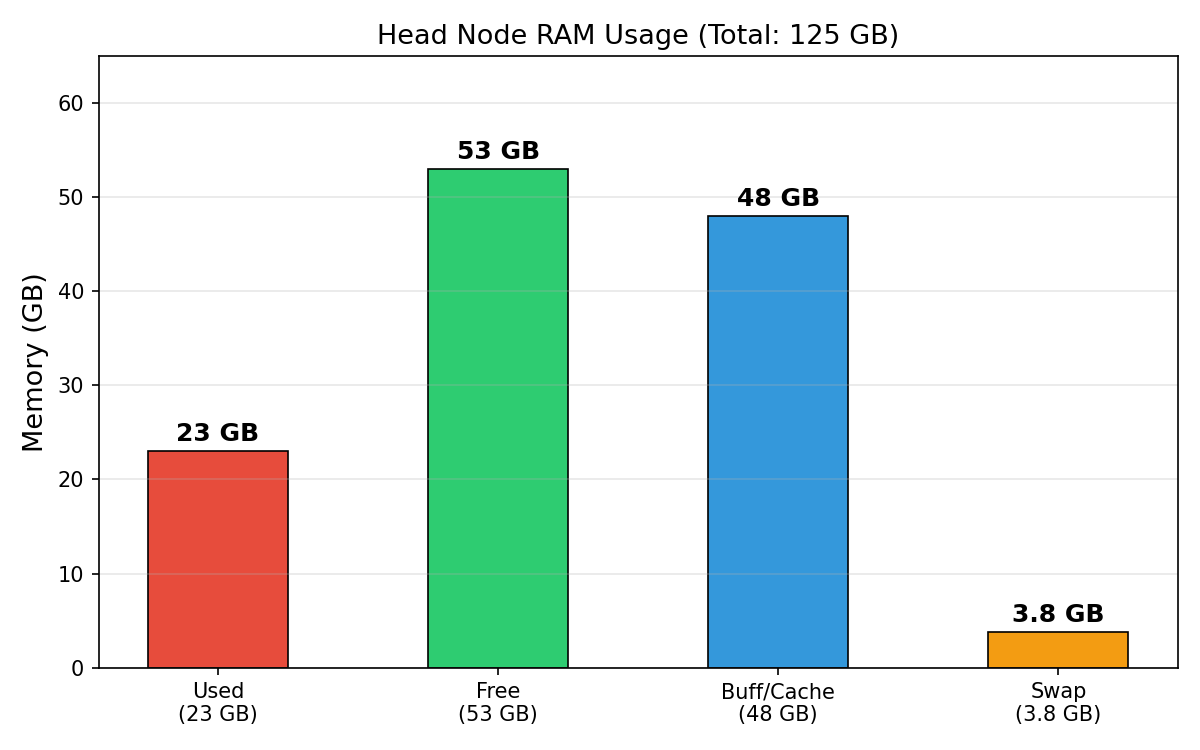 Head Node RAM Usage (Total: 125 GB)
Memory (GB)
60
50
40
30
20
10
0
23 GB
53 GB
48 GB
3.8 GB
Used
(23 GB)
Free
(53 GB)
Buff/Cache
(48 GB)
Swap
(3.8 GB)